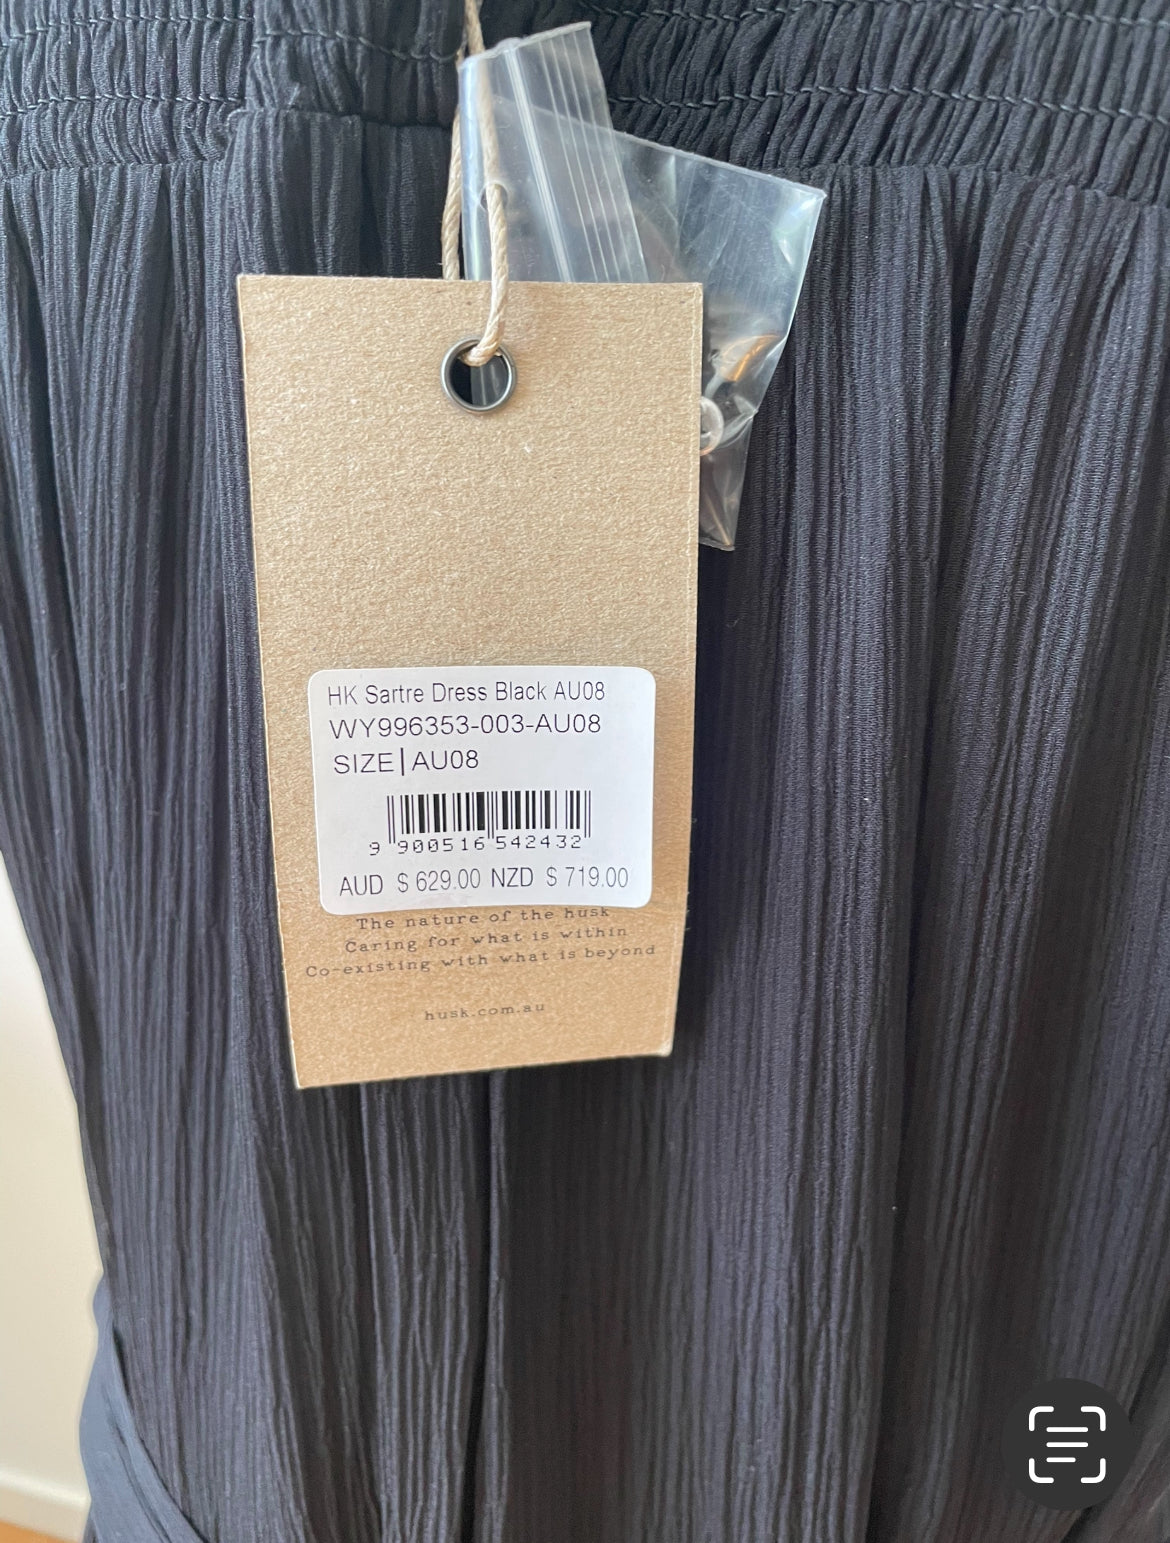 HK Sartre Dress Black AU08
WY996353-003-AU08
SIZE|AU08
9 900516 542432
AUD $ 629.00 NZD $ 719.00
The nature of the husk
Caring for what is within
Co-existing with what is beyond
husk.com.au